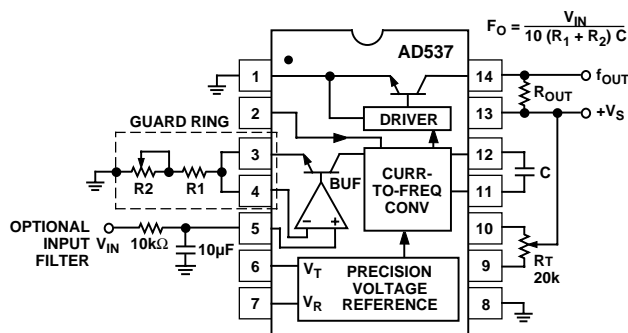 AD537
F_O = V_IN / 10 (R_1 + R_2) C
1
14
f_OUT
R_OUT
2
13
+V_S
DRIVER
GUARD RING
3
12
CURR-
TO-FREQ
CONV
C
R2
R1
BUF
4
11
OPTIONAL
INPUT
FILTER
V_IN
10kΩ
10µF
5
–
+
10
R_T
20k
6
V_T
PRECISION
VOLTAGE
REFERENCE
9
7
V_R
8